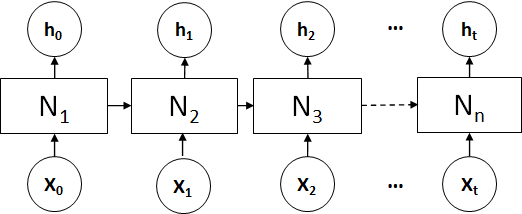 h₀ h₁ h₂ ... hₜ
N₁ N₂ N₃ Nₙ
X₀ X₁ X₂ ... Xₜ